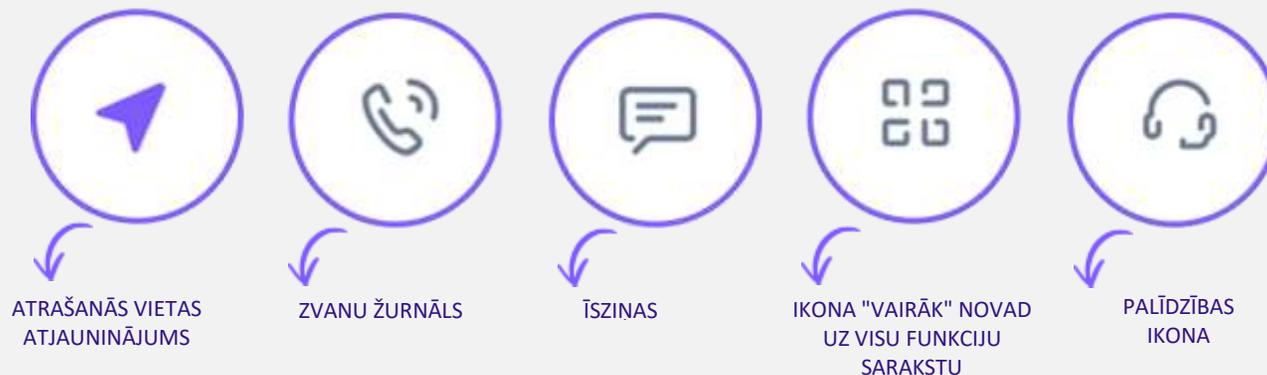 ATRAŠANĀS VIETAS
ATJAUNINĀJUMS
ZVANU ŽURNĀLS
ĪSZIŅAS
IKONA "VAIRĀK" NOVAD
UZ VISU FUNKCIJU
SARAKSTU
PALĪDZĪBAS
IKONA